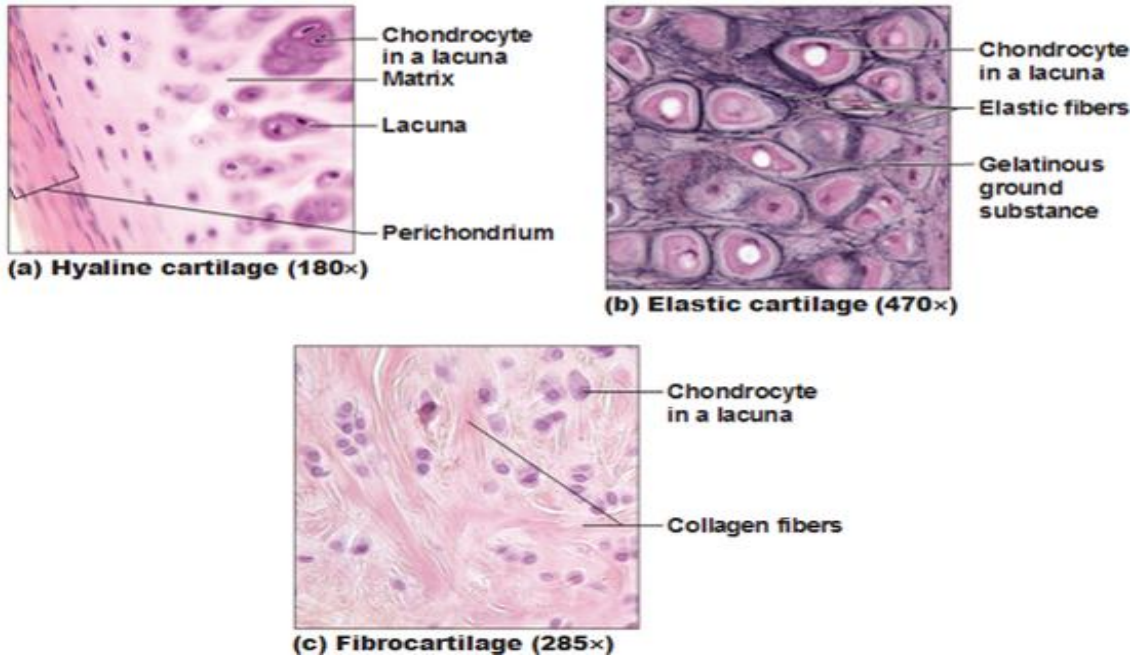 Chondrocyte
in a lacuna
Matrix
Lacuna
Perichondrium
(a) Hyaline cartilage (180×)
Chondrocyte
in a lacuna
Elastic fibers
Gelatinous
ground
substance
(b) Elastic cartilage (470×)
Chondrocyte
in a lacuna
Collagen fibers
(c) Fibrocartilage (285×)